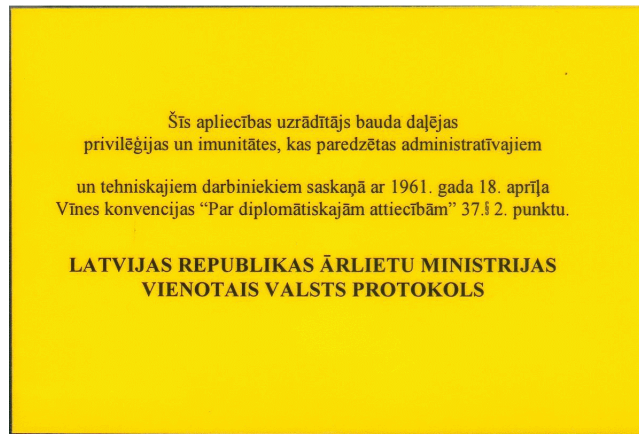 Šīs apliecības uzrādītājs bauda daļējas
privilēģijas un imunitātes, kas paredzētas administratīvajiem
un tehniskajiem darbiniekiem saskaņā ar 1961. gada 18. aprīļa
Vīnes konvencijas “Par diplomātiskajām attiecībām” 37.§ 2. punktu.
LATVIJAS REPUBLIKAS ĀRLIETU MINISTRIJAS
VIENOTAIS VALSTS PROTOKOLS